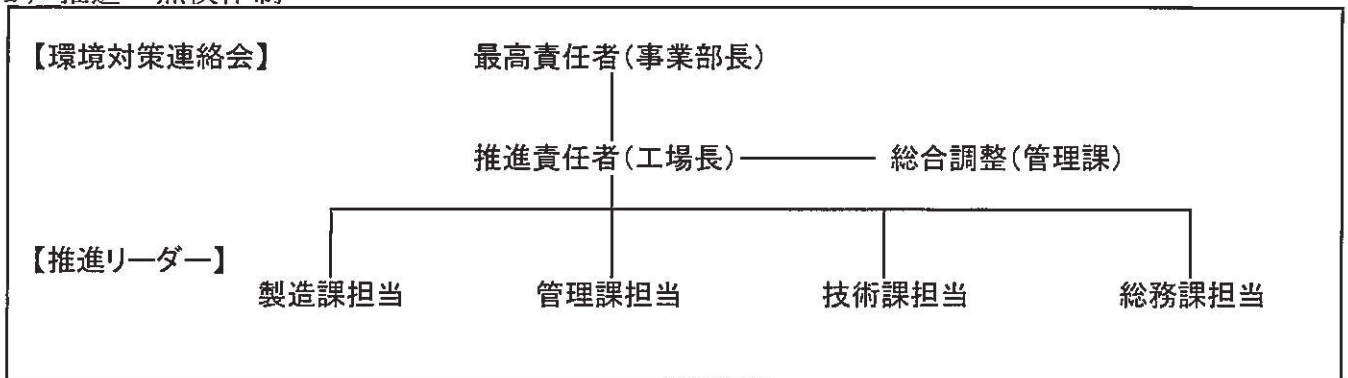 【環境対策連絡会】 最高責任者(事業部長)
推進責任者(工場長) 総合調整(管理課)
【推進リーダー】
製造課担当 管理課担当 技術課担当 総務課担当